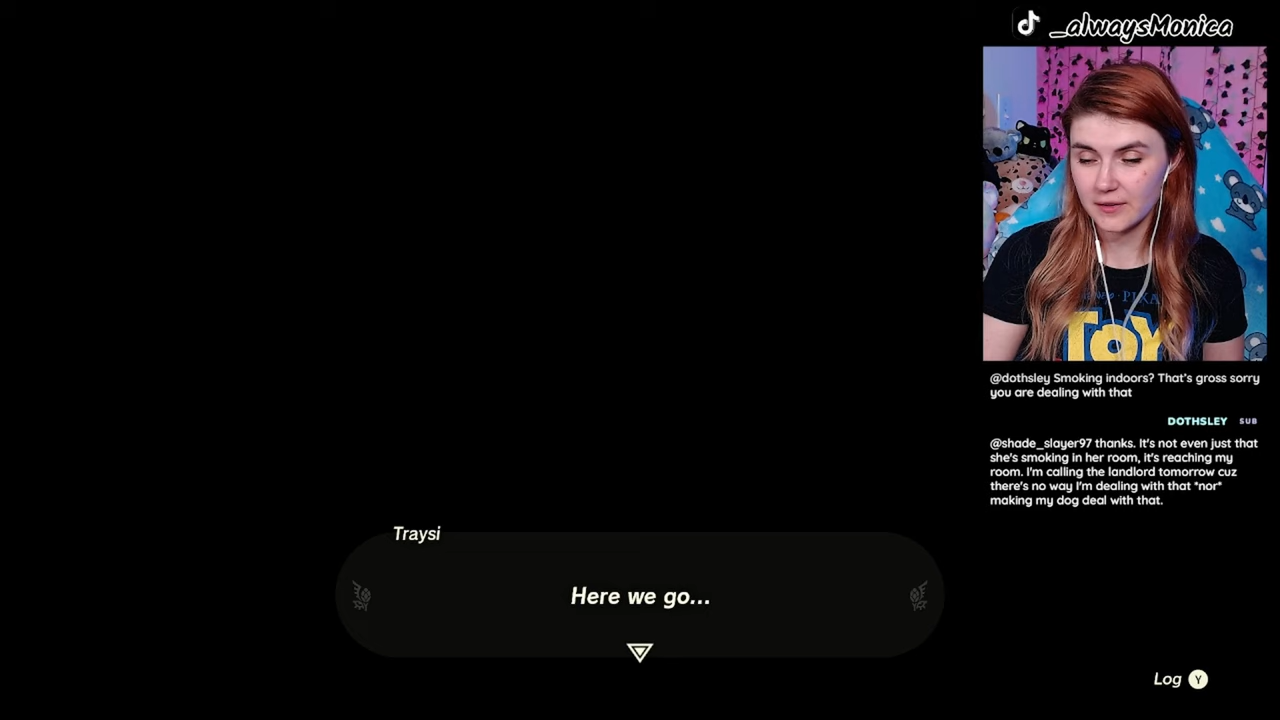 _alwaysMonica
TOY
@dothsley Smoking indoors? That's gross sorry
you are dealing with that
DOTHSLEY SUB
@shade_slayer97 thanks. It's not even just that
she's smoking in her room, it's reaching my
room. I'm calling the landlord tomorrow cuz
there's no way I'm dealing with that *nor*
making my dog deal with that.
Traysi
Here we go...
Log Y